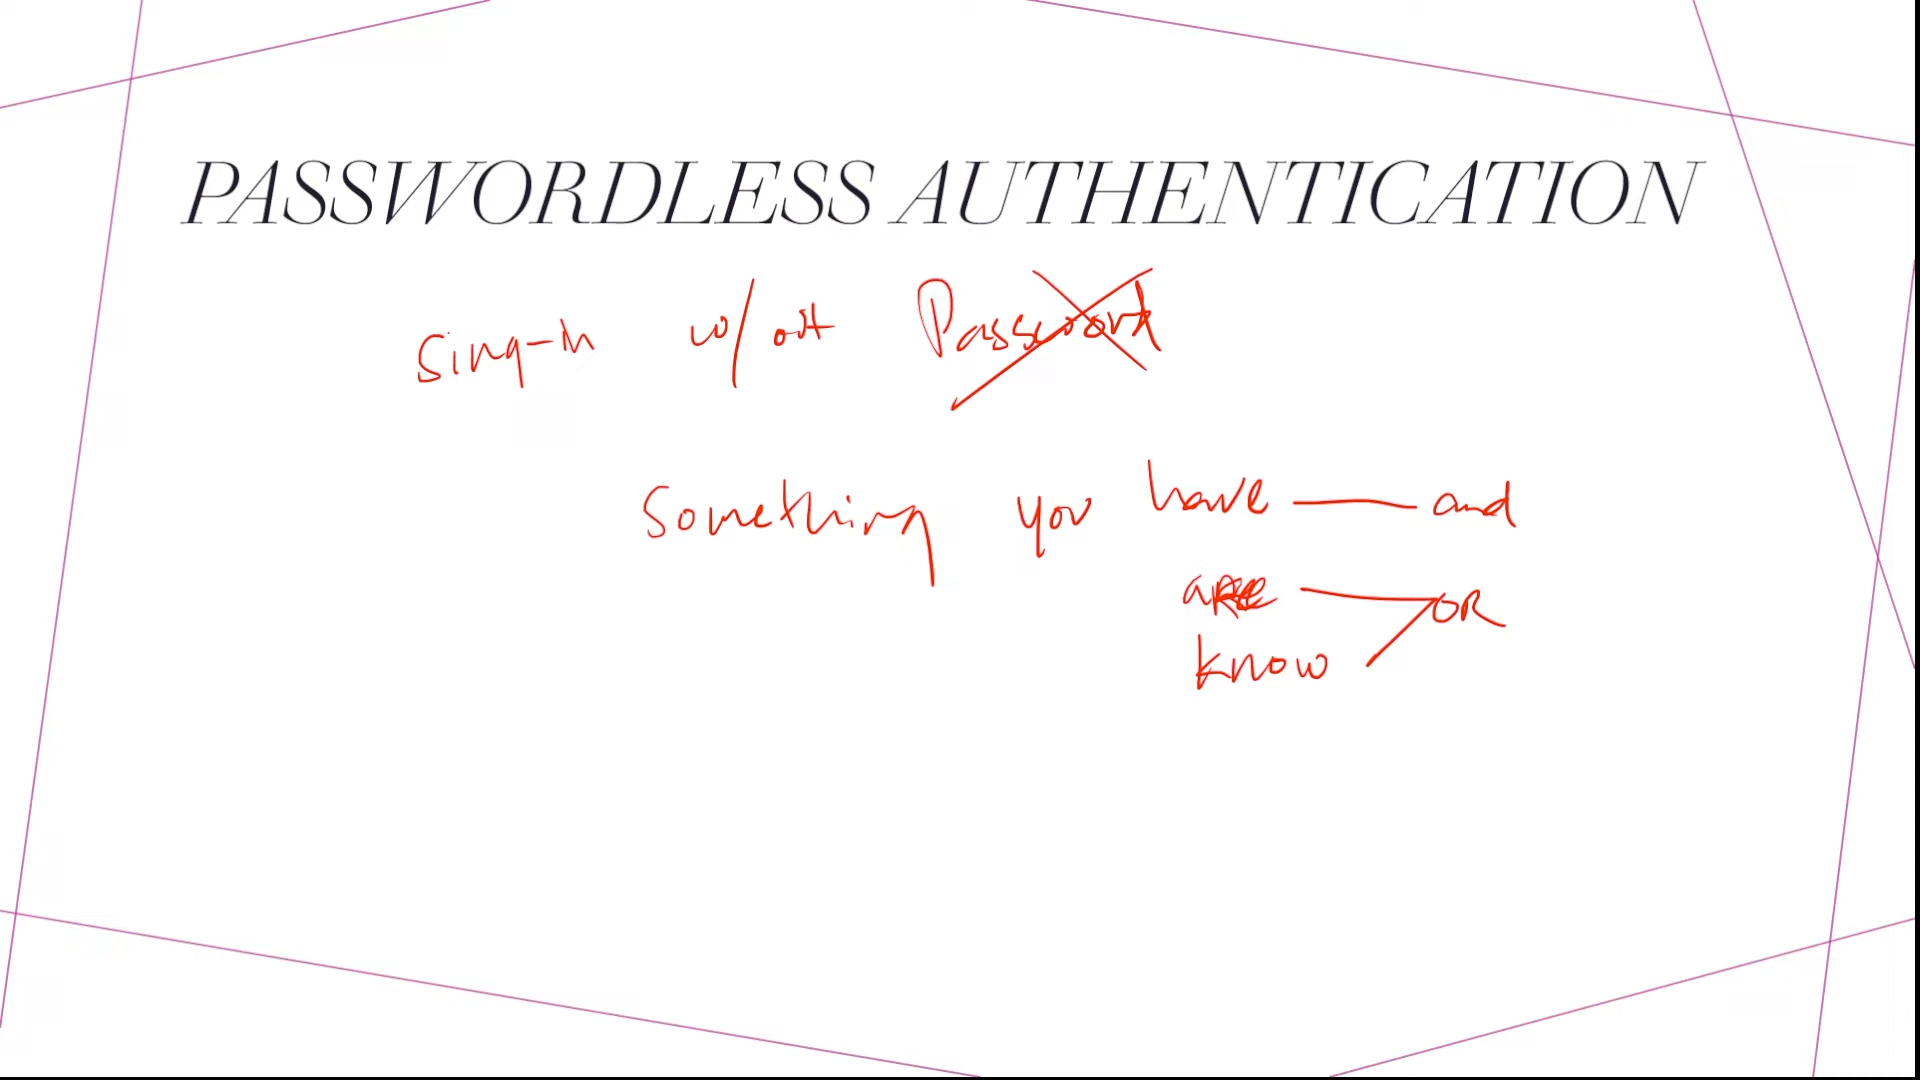 PASSWORDLESS AUTHENTICATION
sing-in w/out Password
Something you have — and
are — OR
know